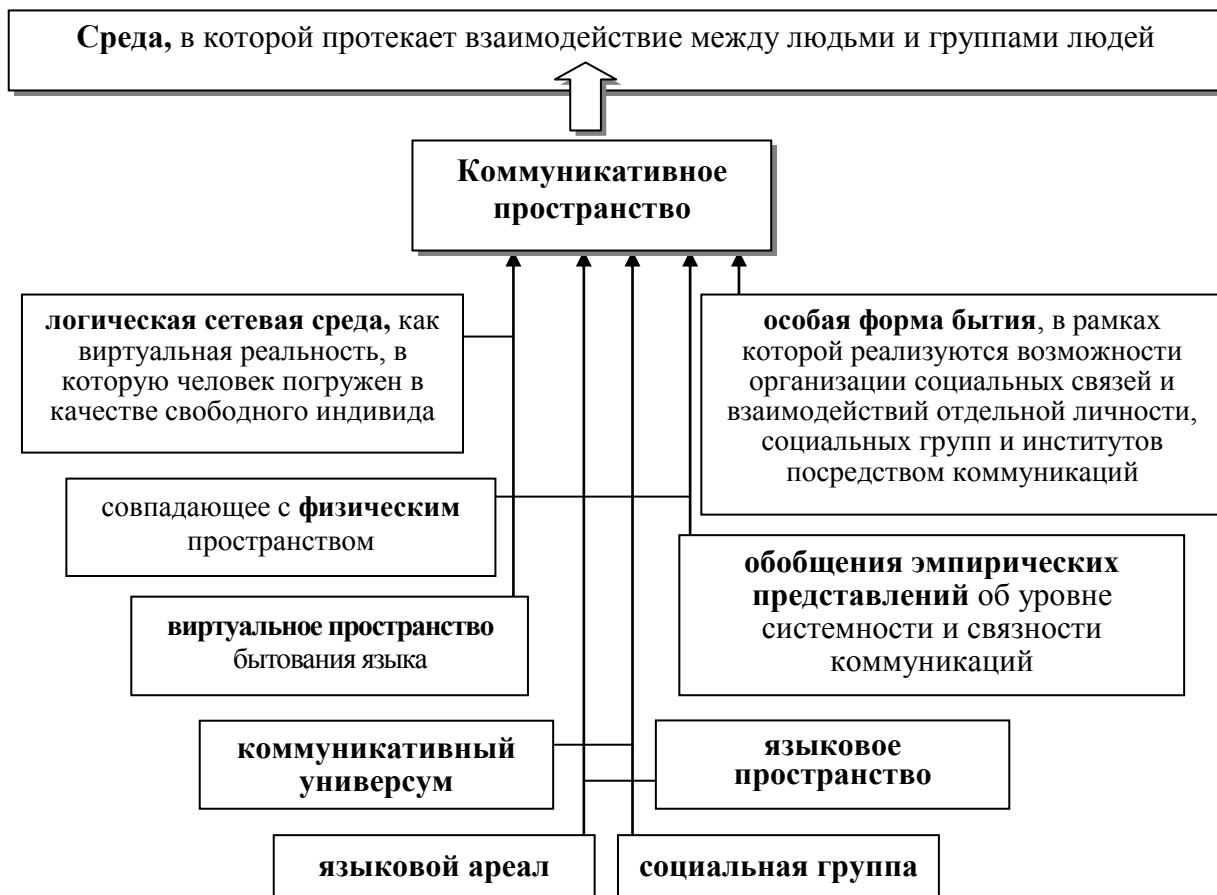 Среда, в которой протекает взаимодействие между людьми и группами людей
Коммуникативное
пространство
логическая сетевая среда, как
виртуальная реальность, в
которую человек погружен в
качестве свободного индивида
особая форма бытия, в рамках
которой реализуются возможности
организации социальных связей и
взаимодействий отдельной личности,
социальных групп и институтов
посредством коммуникаций
совпадающее с физическим
пространством
обобщения эмпирических
представлений об уровне
системности и связности
коммуникаций
виртуальное пространство
бытования языка
коммуникативный
универсум
языковое
пространство
языковой ареал
социальная группа